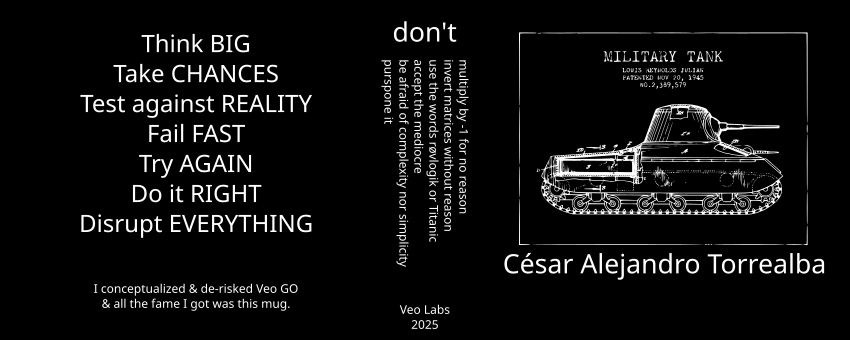 Think BIG
Take CHANCES
Test against REALITY
Fail FAST
Try AGAIN
Do it RIGHT
Disrupt EVERYTHING
I conceptualized & de-risked Veo GO
& all the fame I got was this mug.
don't
multiply by -1 for no reason
invert matrices without reason
use the words røvlogik or Titanic
accept the mediocre
be afraid of complexity nor simplicity
purspone it
Veo Labs
2025
MILITARY TANK
LOUIS REYNOLDS JULIAN
PATENTED NOV 20, 1945
NO.2,389,579
César Alejandro Torrealba